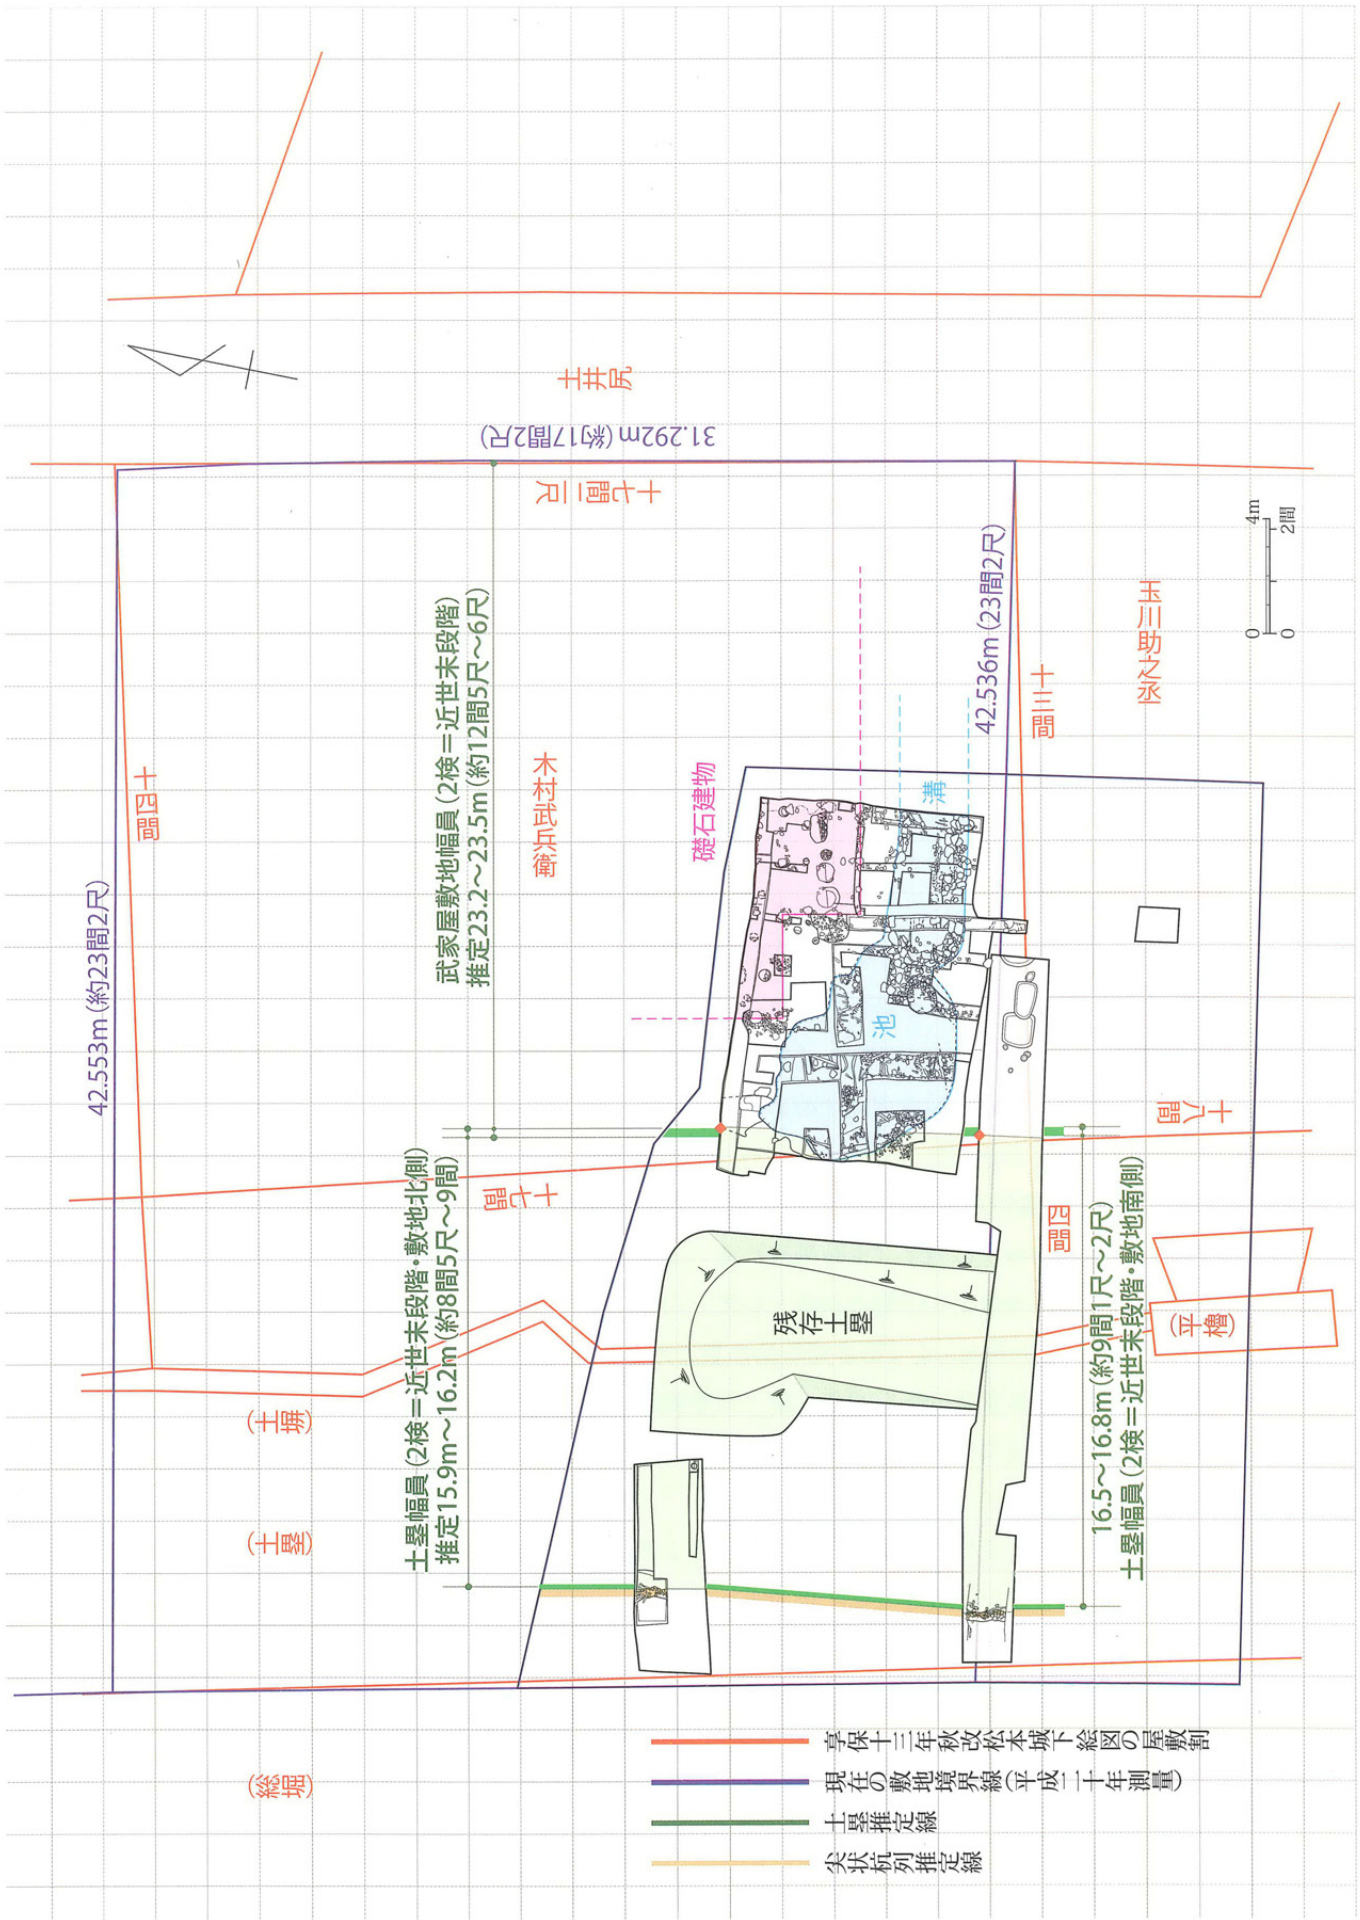 土井尻
31.292m(約17間2尺)
十七間二尺
42.553m(約23間2尺)
十四間
木村武兵衛
武家屋敷地幅員(2検=近世末段階)
推定23.2～23.5m(約12間5尺～6尺)
42.536m(23間2尺)
十三間
玉川助之丞
0
4m
0
2間
礎石建物
溝
池
十七間
十八間
四間
土塁幅員(2検=近世末段階・敷地北側)
推定15.9m～16.2m(約8間5尺～9間)
残存土塁
(平櫓)
16.5～16.8m(約9間1尺～2尺)
土塁幅員(2検=近世末段階・敷地南側)
(土塀)
(土塁)
(総堀)
享保十三年秋改松本城下絵図の屋敷割
現在の敷地境界線(平成二十年測量)
土塁推定線
尖状杭列推定線